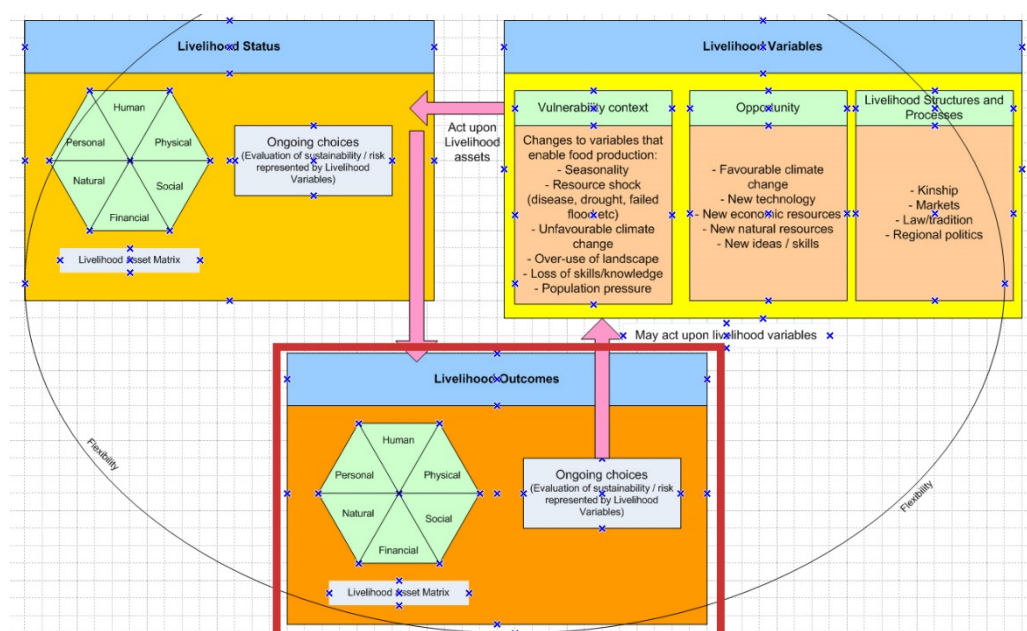 Livelihood Status
Human
Personal
Physical
Natural
Social
Financial
Livelihood Asset Matrix
Ongoing choices
(Evaluation of sustainability / risk
represented by Livelihood
Variables)
Act upon
Livelihood
assets
Livelihood Variables
Vulnerability context
Changes to variables that
enable food production:
- Seasonality
- Resource shock
(disease, drought, failed
flood etc)
- Unfavourable climate
change
- Over-use of landscape
- Loss of skills/knowledge
- Population pressure
Opportunity
- Favourable climate
change
- New technology
- New economic resources
- New natural resources
- New ideas / skills
Livelihood Structures and
Processes
- Kinship
- Markets
- Law/tradition
- Regional politics
May act upon livelihood variables
Livelihood Outcomes
Human
Personal
Physical
Natural
Social
Financial
Livelihood Asset Matrix
Ongoing choices
(Evaluation of sustainability / risk
represented by Livelihood
Variables)
Flexibility
Flexibility